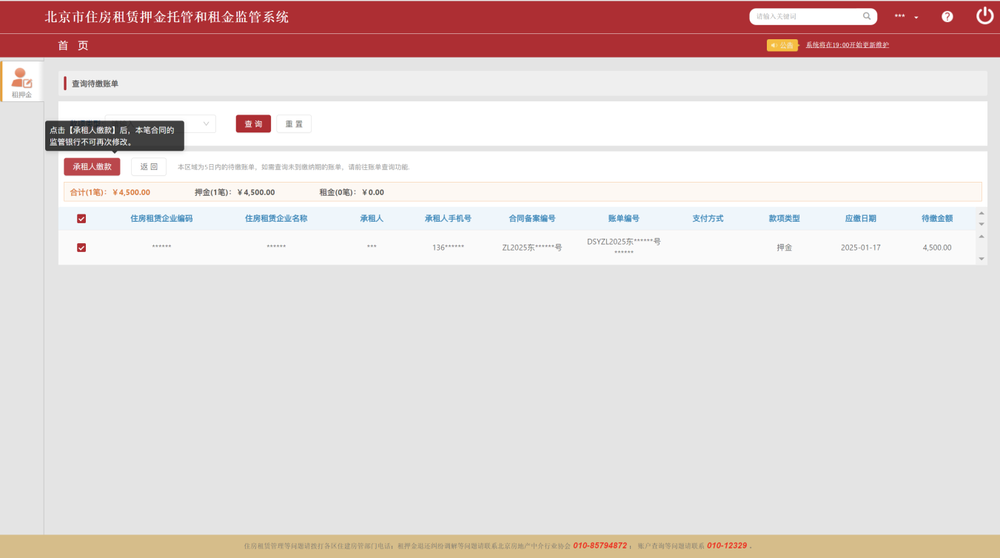 北京市住房租赁押金托管和租金监管系统
请输入关键词
***
首 页
公告
系统将在19:00开始更新维护
租押金
查询待缴账单
查 询
重 置
点击【承租人缴款】后，本笔合同的
监管银行不可再次修改。
承租人缴款
返 回
本区域为5日内的待缴账单，如需查询未到缴纳期的账单，请前往账单查询功能.
合计(1笔)：￥4,500.00 押金(1笔)：￥4,500.00 租金(0笔)：￥0.00
住房租赁企业编码 住房租赁企业名称 承租人 承租人手机号 合同备案编号 账单编号 支付方式 款项类型 应缴日期 待缴金额
****** ****** *** 136****** ZL2025东******号 DSYZL2025东******号 押金 2025-01-17 4,500.00
******
住房租赁管理等问题请拨打各区住建房管部门电话；租押金退还纠纷调解等问题请联系北京房地产中介行业协会 010-85794872； 账户查询等问题请联系 010-12329 。